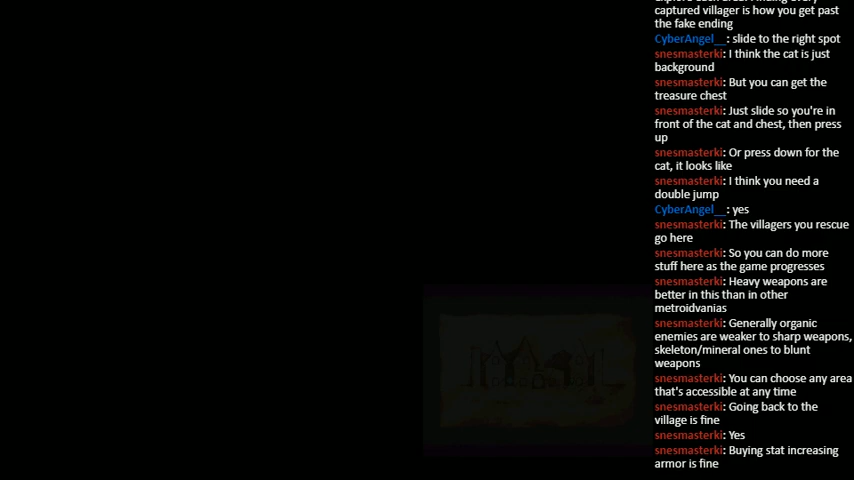 captured villager is how you get past
the fake ending
CyberAngel__: slide to the right spot
snesmasterki: I think the cat is just
background
snesmasterki: But you can get the
treasure chest
snesmasterki: Just slide so you're in
front of the cat and chest, then press
up
snesmasterki: Or press down for the
cat, it looks like
snesmasterki: I think you need a
double jump
CyberAngel__: yes
snesmasterki: The villagers you rescue
go here
snesmasterki: So you can do more
stuff here as the game progresses
snesmasterki: Heavy weapons are
better in this than in other
metroidvanias
snesmasterki: Generally organic
enemies are weaker to sharp weapons,
skeleton/mineral ones to blunt
weapons
snesmasterki: You can choose any area
that's accessible at any time
snesmasterki: Going back to the
village is fine
snesmasterki: Yes
snesmasterki: Buying stat increasing
armor is fine